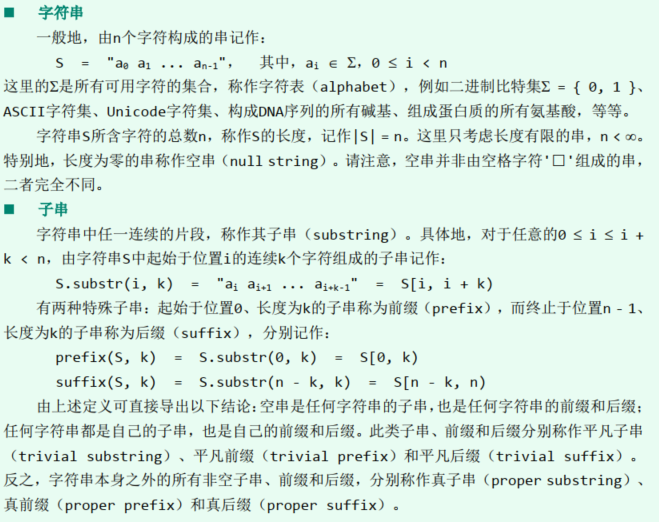 ■ 字符串
一般地，由n个字符构成的串记作：
S = "a0 a1 ... an-1"， 其中，ai ∈ Σ，0 ≤ i < n
这里的Σ是所有可用字符的集合，称作字符表（alphabet），例如二进制比特集Σ = { 0, 1 }、
ASCII字符集、Unicode字符集、构成DNA序列的所有碱基、组成蛋白质的所有氨基酸，等等。
字符串S所含字符的总数n，称作S的长度，记作|S| = n。这里只考虑长度有限的串，n < ∞。
特别地，长度为零的串称作空串（null string）。请注意，空串并非由空格字符'□'组成的串，
二者完全不同。
■ 子串
字符串中任一连续的片段，称作其子串（substring）。具体地，对于任意的0 ≤ i ≤ i +
k < n，由字符串S中起始于位置i的连续k个字符组成的子串记作：
S.substr(i, k) = "ai ai+1 ... ai+k-1" = S[i, i + k)
有两种特殊子串：起始于位置0、长度为k的子串称为前缀（prefix），而终止于位置n - 1、
长度为k的子串称为后缀（suffix），分别记作：
prefix(S, k) = S.substr(0, k) = S[0, k)
suffix(S, k) = S.substr(n - k, k) = S[n - k, n)
由上述定义可直接导出以下结论：空串是任何字符串的子串，也是任何字符串的前缀和后缀；
任何字符串都是自己的子串，也是自己的前缀和后缀。此类子串、前缀和后缀分别称作平凡子串
（trivial substring）、平凡前缀（trivial prefix）和平凡后缀（trivial suffix）。
反之，字符串本身之外的所有非空子串、前缀和后缀，分别称作真子串（proper substring）、
真前缀（proper prefix）和真后缀（proper suffix）。